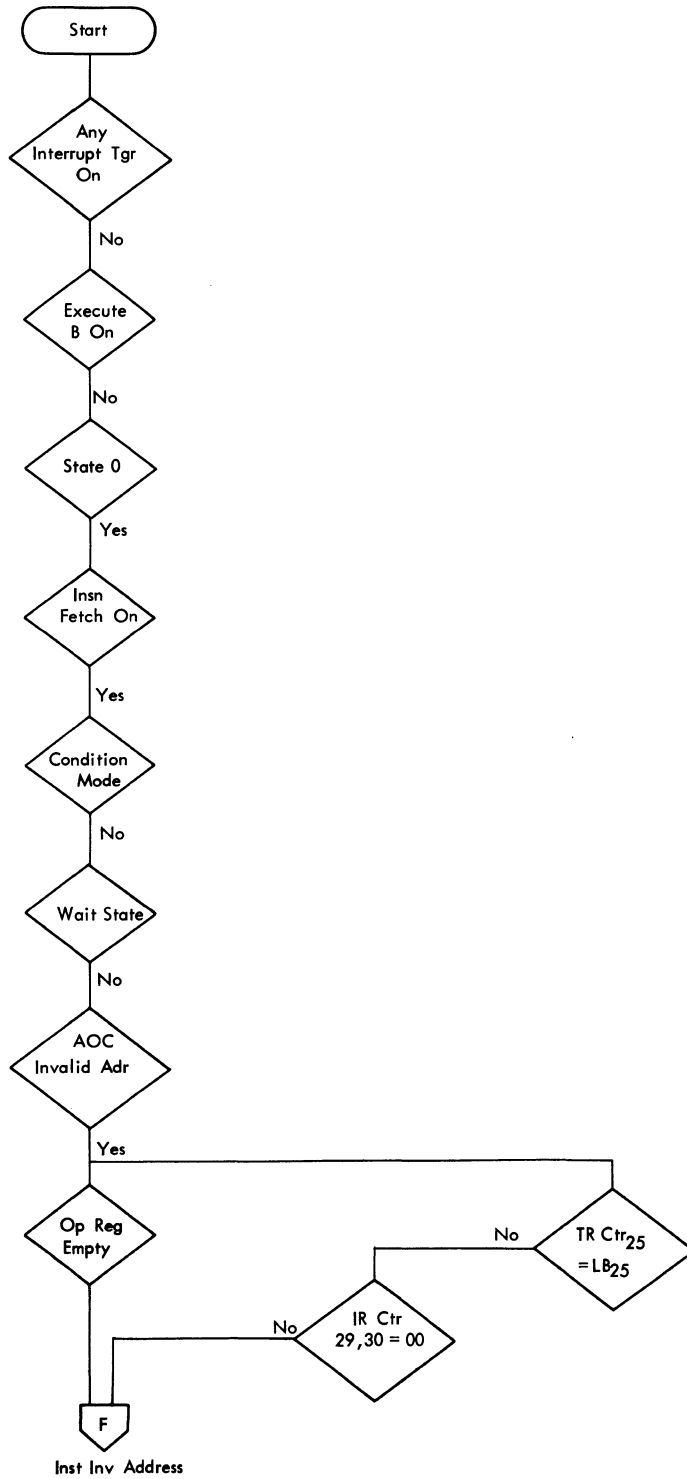 Start
Any
Interrupt Tgr
On
No
Execute
B On
No
State 0
Yes
Insn
Fetch On
Yes
Condition
Mode
No
Wait State
No
AOC
Invalid Adr
Yes
Op Reg
Empty
No
TR Ctr25
= LB25
No
IR Ctr
29,30 = 00
F
Inst Inv Address